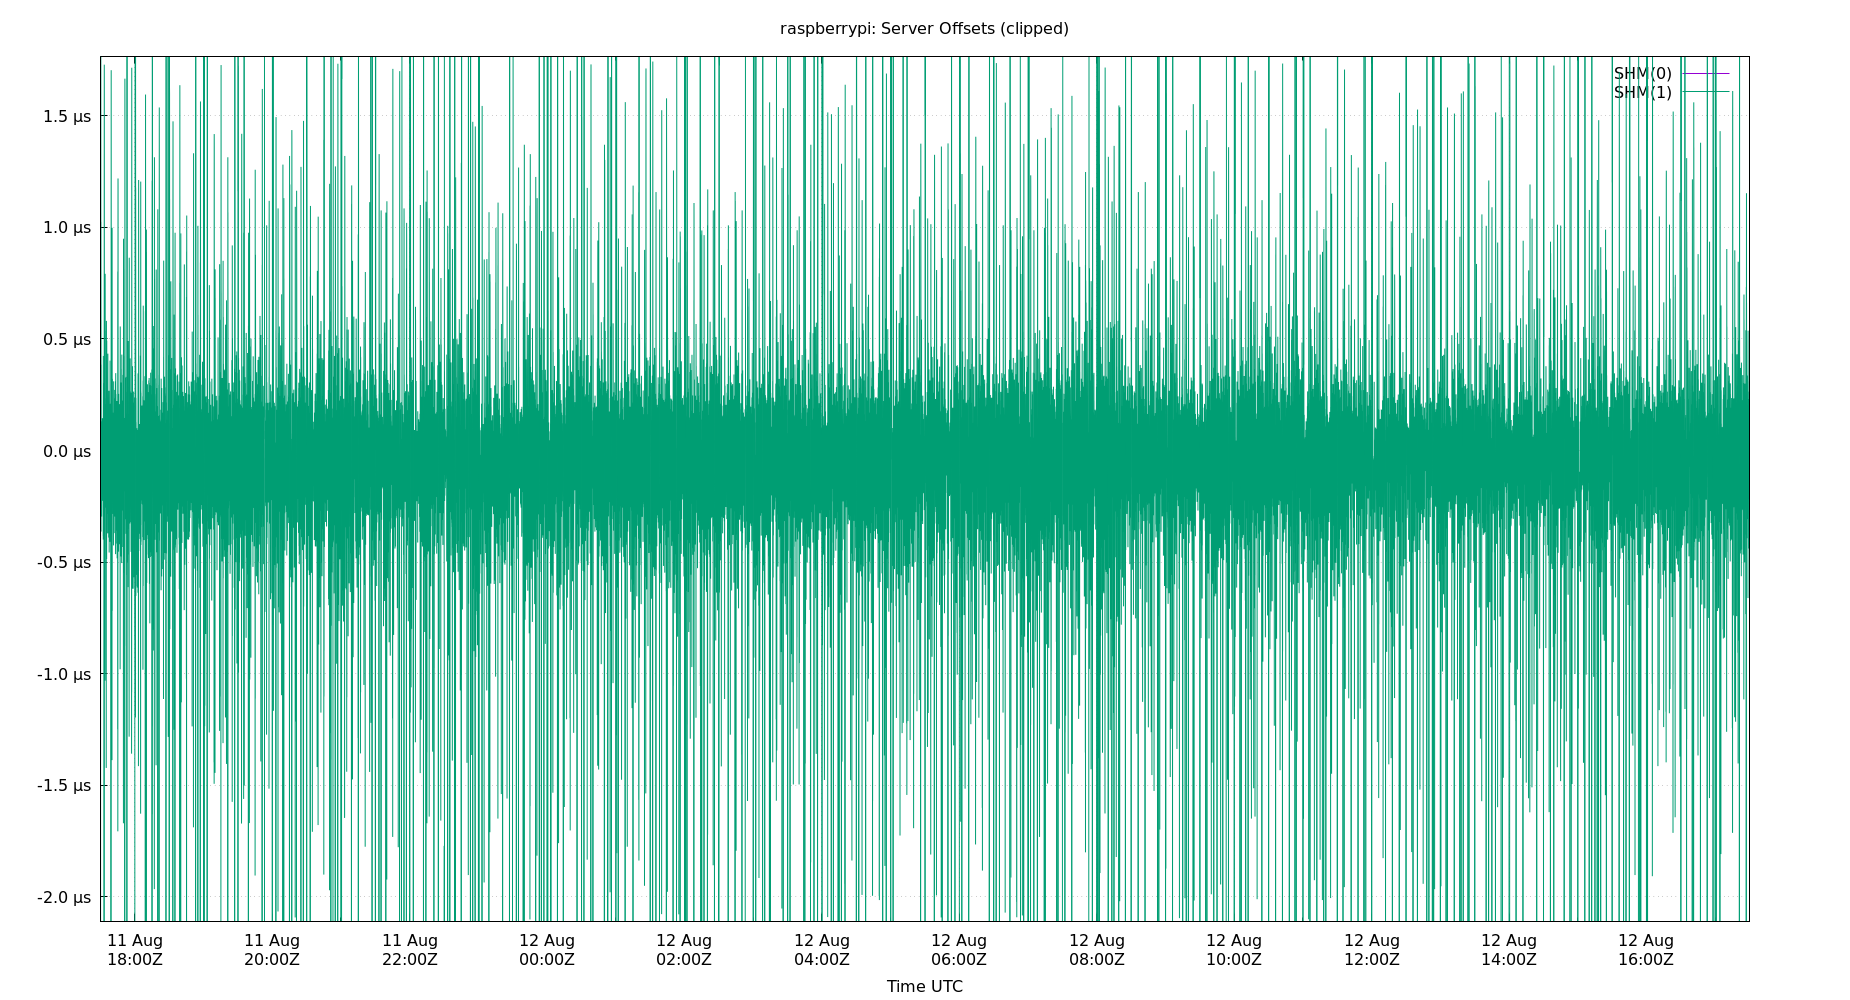 raspberrypi: Server Offsets (clipped)
SHM(0)
SHM(1)
1.5 µs
1.0 µs
0.5 µs
0.0 µs
-0.5 µs
-1.0 µs
-1.5 µs
-2.0 µs
11 Aug 11 Aug 11 Aug 12 Aug 12 Aug 12 Aug 12 Aug 12 Aug 12 Aug 12 Aug 12 Aug 12 Aug
18:00Z 20:00Z 22:00Z 00:00Z 02:00Z 04:00Z 06:00Z 08:00Z 10:00Z 12:00Z 14:00Z 16:00Z
Time UTC